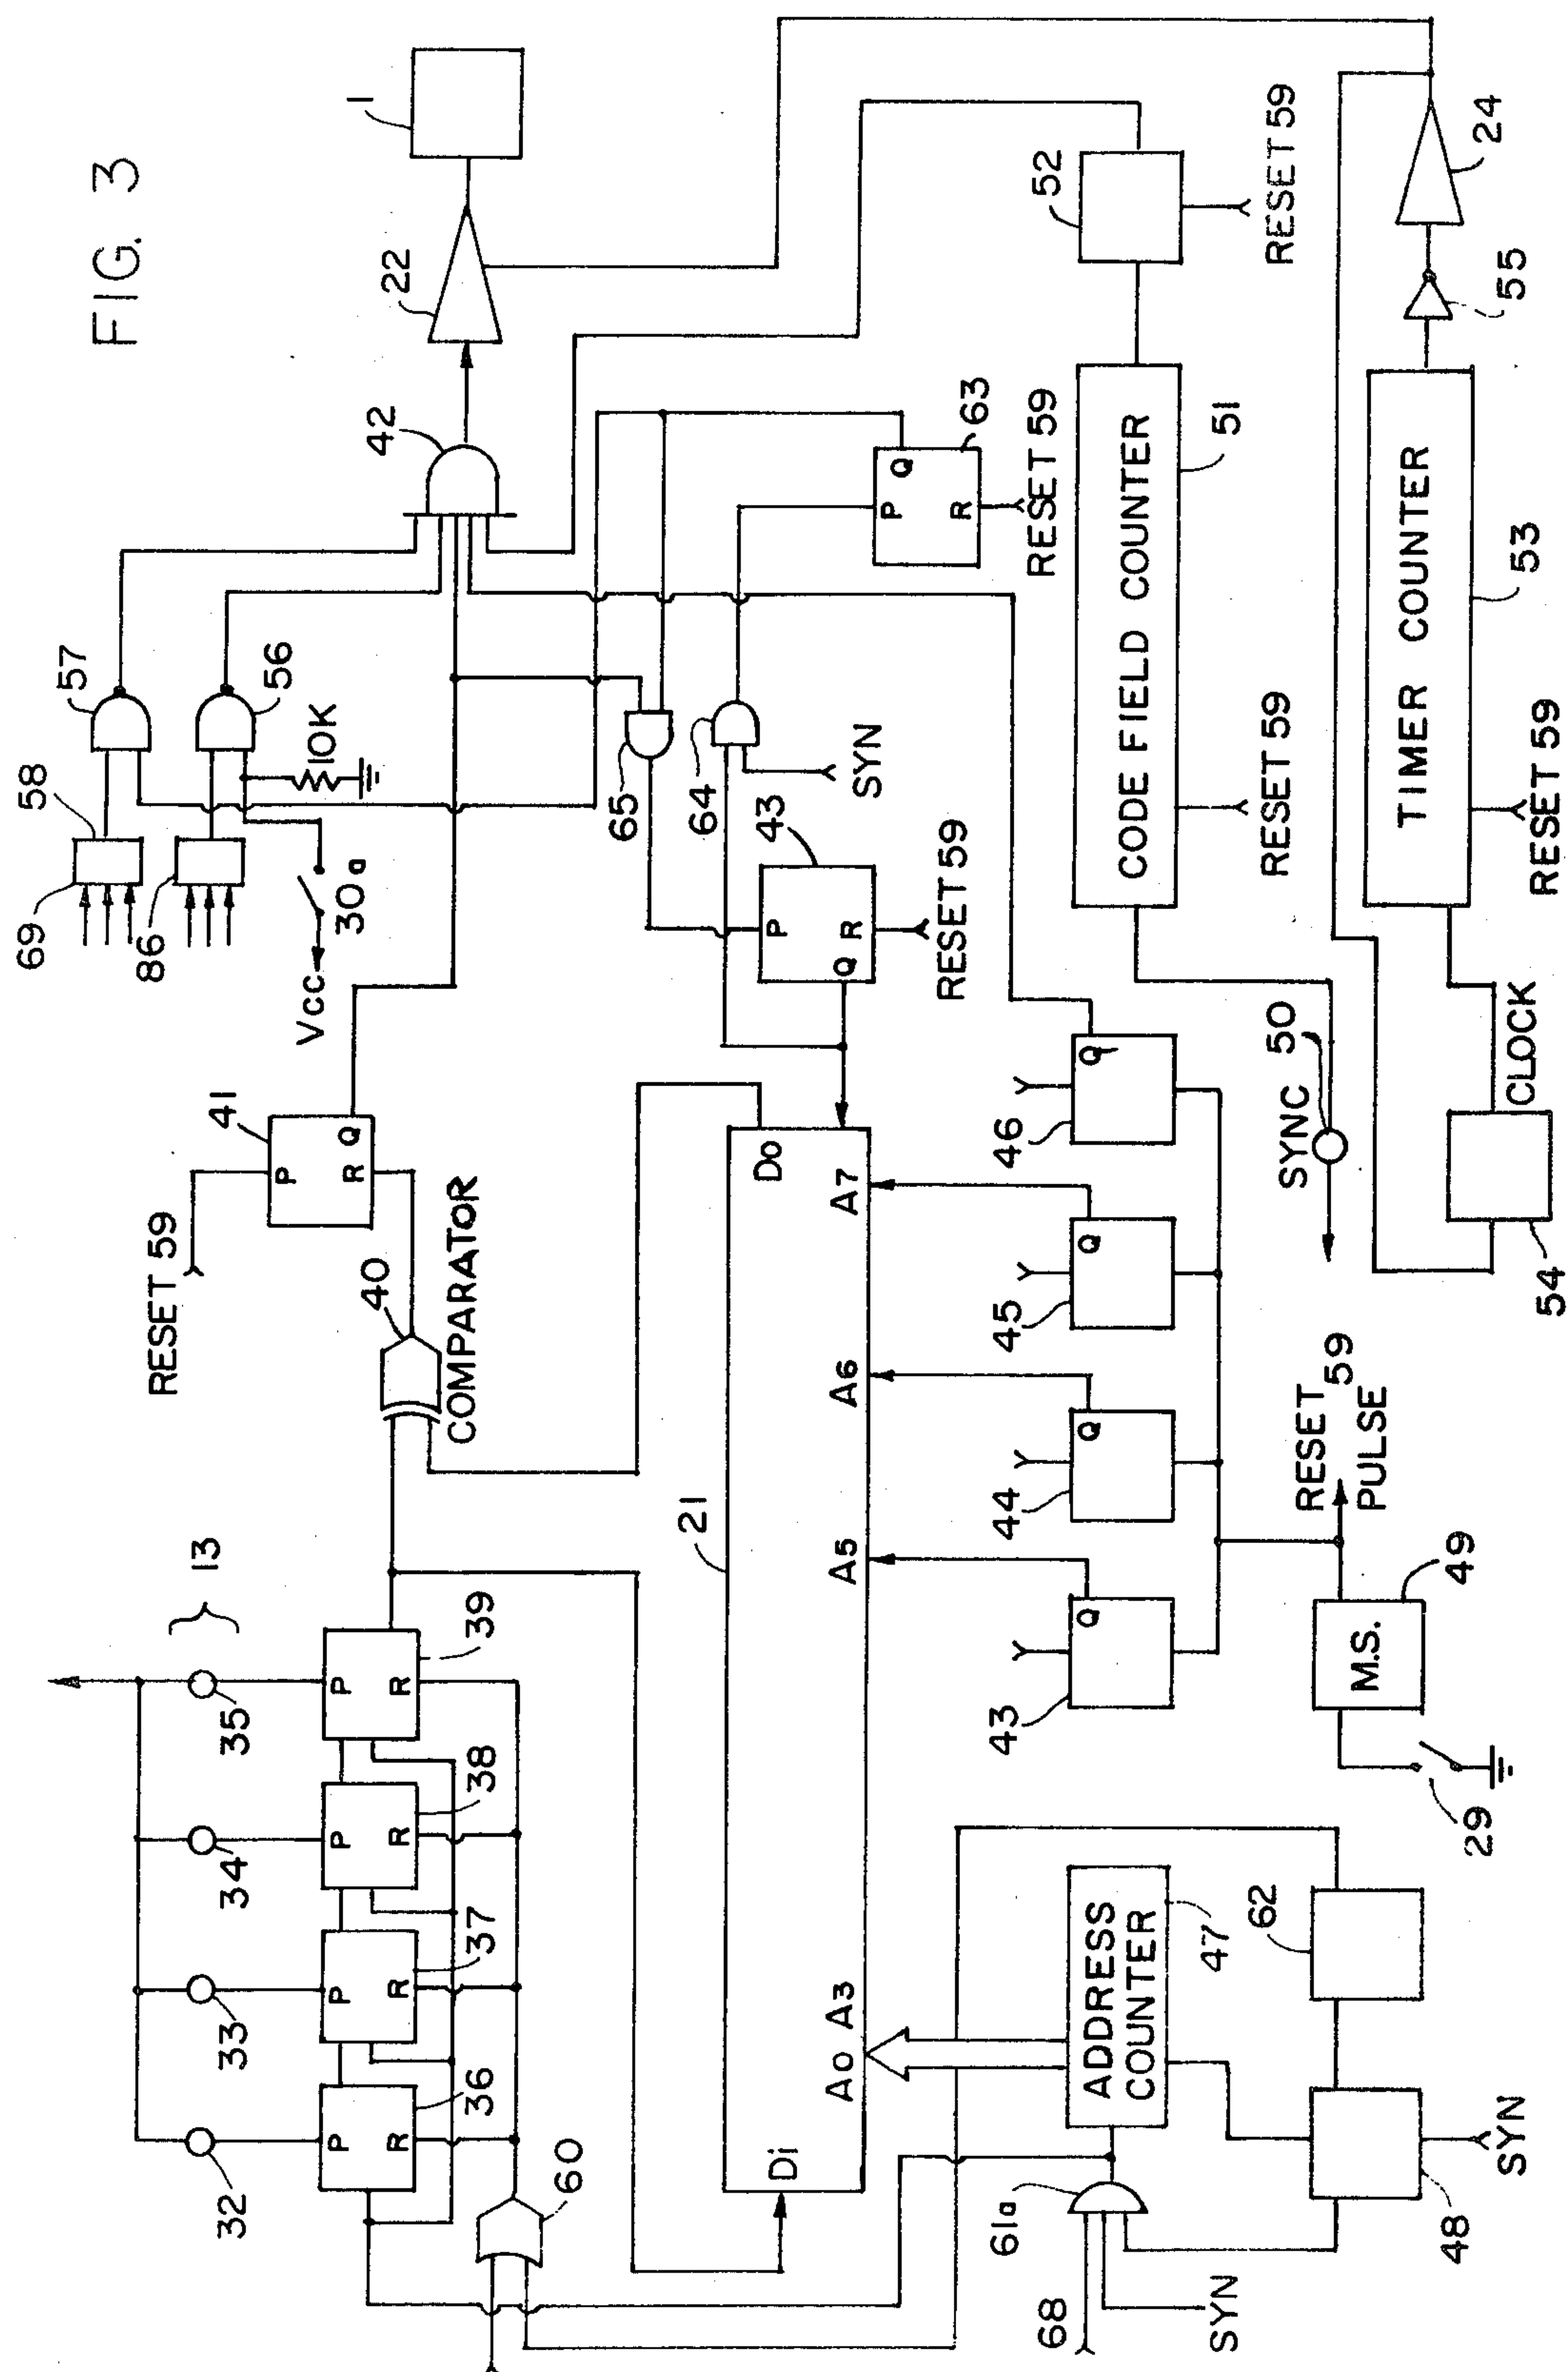 FIG. 3
1
22
42
57
56
58
69
86
10K
30a
Vcc
RESET 59
41
P
Q
R
40
COMPARATOR
13
35
34
33
32
P
R
39
P
R
38
P
R
37
P
R
36
60
65
64
SYN
43
P
Q
R
RESET 59
63
P
Q
R
RESET 59
52
RESET 59
CODE FIELD COUNTER
51
RESET 59
24
55
TIMER COUNTER
53
RESET 59
CLOCK
54
SYNC 50
21
Di
Do
A0 A3
A5
A6
A7
43
Q
44
Q
45
Q
46
Q
RESET 59
PULSE
M.S.
49
29
ADDRESS
COUNTER
47
62
48
SYN
61a
68
SYN